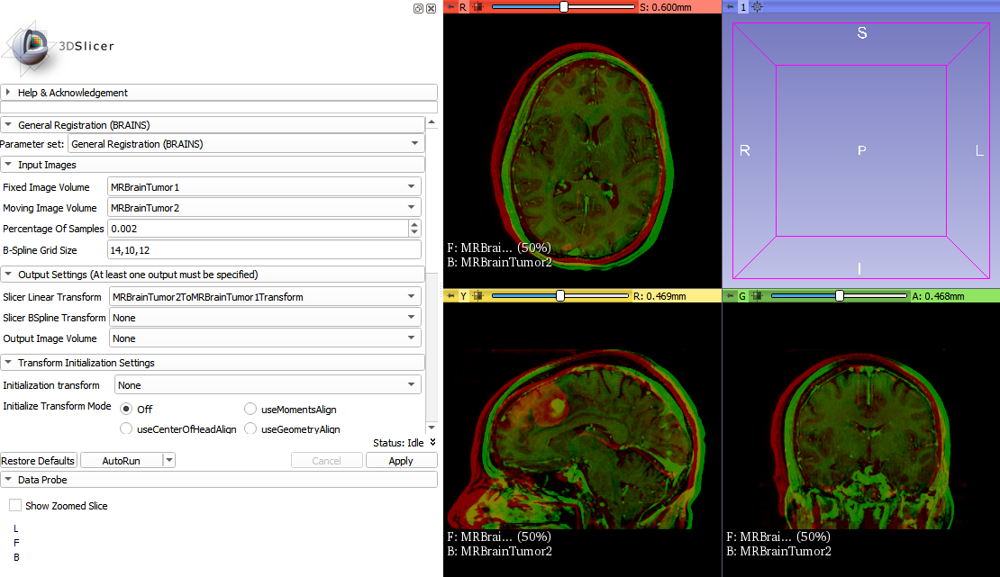 3DSlicer
Help & Acknowledgement
General Registration (BRAINS)
Parameter set: General Registration (BRAINS)
Input Images
Fixed Image Volume MRBrainTumor1
Moving Image Volume MRBrainTumor2
Percentage Of Samples 0.002
B-Spline Grid Size 14,10,12
Output Settings (At least one output must be specified)
Slicer Linear Transform MRBrainTumor2ToMRBrainTumor1Transform
Slicer BSpline Transform None
Output Image Volume None
Transform Initialization Settings
Initialization transform None
Initialize Transform Mode Off useMomentsAlign
useCenterOfHeadAlign useGeometryAlign
Status: Idle
Restore Defaults AutoRun Cancel Apply
Data Probe
Show Zoomed Slice
L
F
B
R S: 0.600mm
F: MRBrai... (50%)
B: MRBrainTumor2
1
S
R P L
I
Y R: 0.469mm
F: MRBrai... (50%)
B: MRBrainTumor2
G A: 0.468mm
F: MRBrai... (50%)
B: MRBrainTumor2